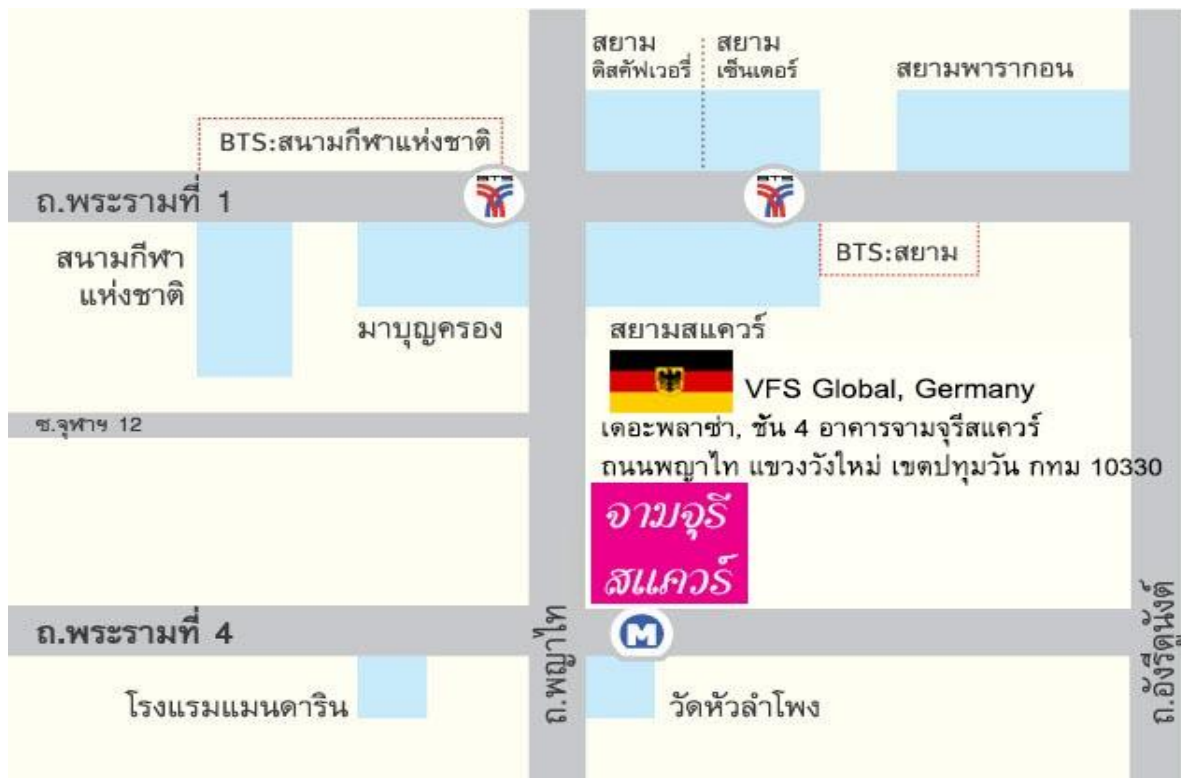 สยาม
ดิสคัฟเวอรี่
สยาม
เซ็นเตอร์
สยามพารากอน
BTS:สนามกีฬาแห่งชาติ
BTS
BTS
ถ.พระรามที่ 1
สนามกีฬา
แห่งชาติ
มาบุญครอง
BTS:สยาม
สยามสแควร์
VFS Global, Germany
ซ.จุฬาฯ 12
เดอะพลาซ่า, ชั้น 4 อาคารจามจุรีสแควร์
ถนนพญาไท แขวงวังใหม่ เขตปทุมวัน กทม 10330
จามจุรี
สแควร์
ถ.พระรามที่ 4
M
ถ.พญาไท
ถ.อังรีดูนังต์
โรงแรมแมนดาริน
วัดหัวลำโพง